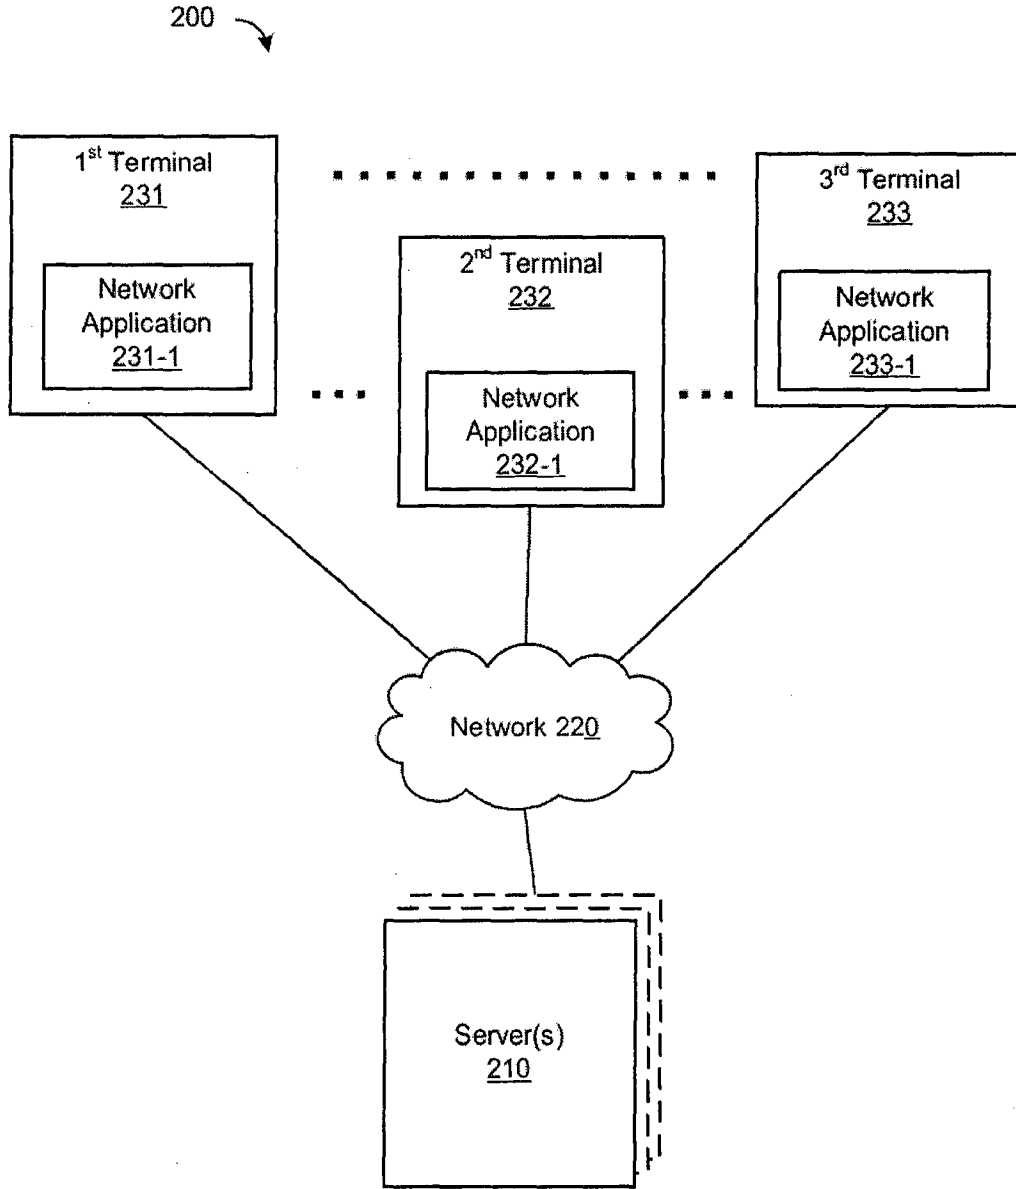 200
1st Terminal
231
Network
Application
231-1
2nd Terminal
232
Network
Application
232-1
3rd Terminal
233
Network
Application
233-1
Network 220
Server(s)
210